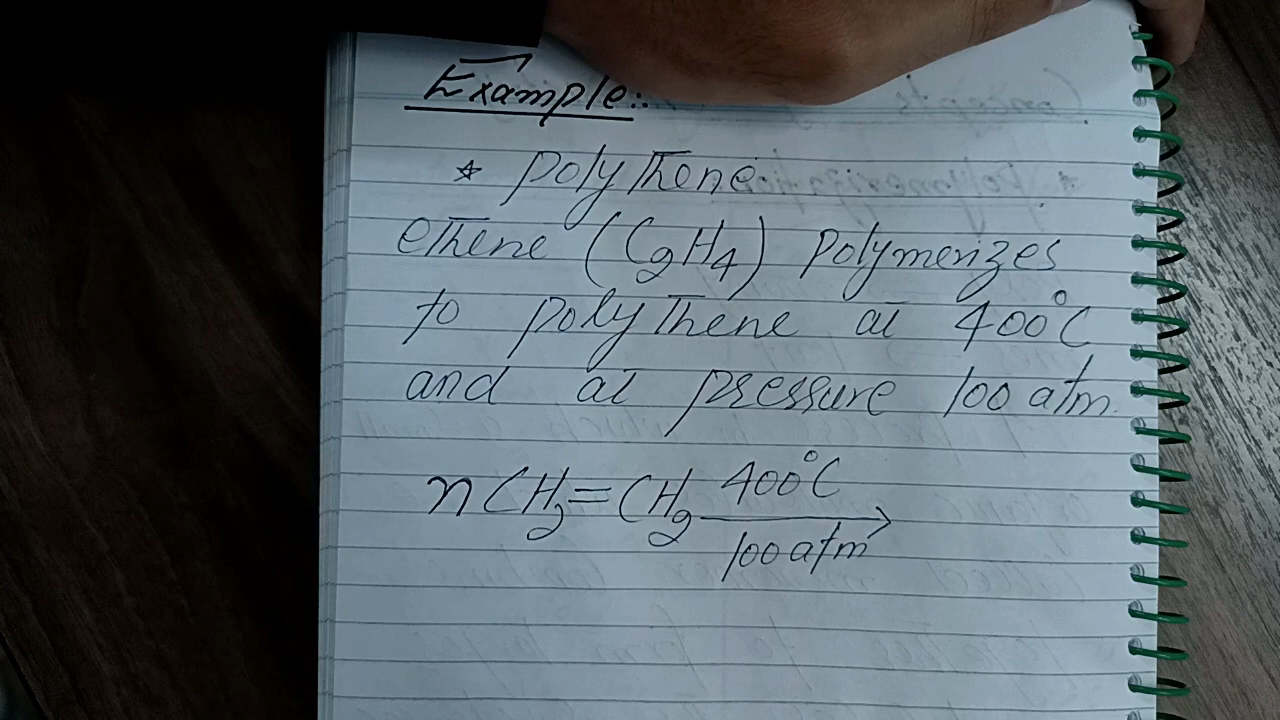 Example:
* polythene:
ethene (C2H4) polymerizes
to polythene at 400°C
and at pressure 100 atm.
nCH2=CH2 400°C
100 atm